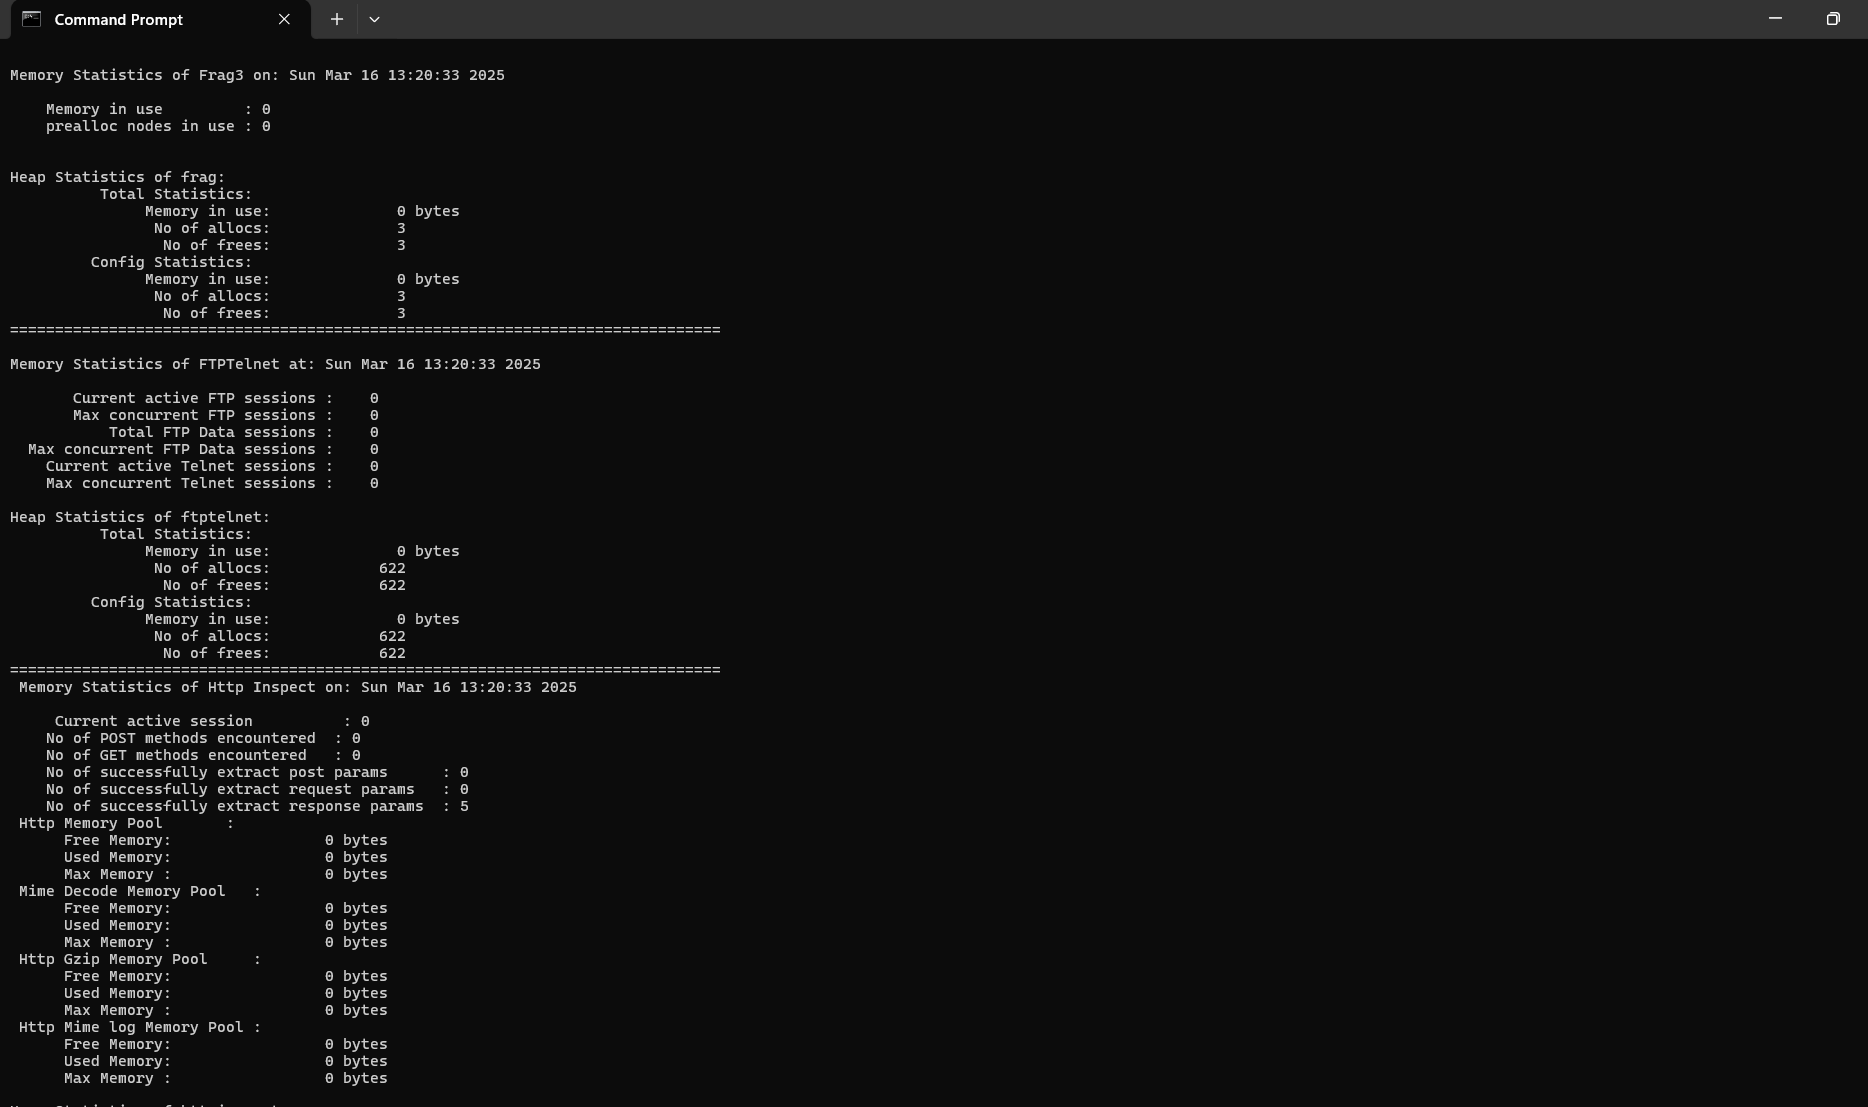 Command Prompt
Memory Statistics of Frag3 on: Sun Mar 16 13:20:33 2025
Memory in use         : 0
prealloc nodes in use : 0
Heap Statistics of frag:
Total Statistics:
Memory in use:              0 bytes
No of allocs:              3
No of frees:              3
Config Statistics:
Memory in use:              0 bytes
No of allocs:              3
No of frees:              3
===============================================================================
Memory Statistics of FTPTelnet at: Sun Mar 16 13:20:33 2025
Current active FTP sessions :    0
Max concurrent FTP sessions :    0
Total FTP Data sessions :    0
Max concurrent FTP Data sessions :    0
Current active Telnet sessions :    0
Max concurrent Telnet sessions :    0
Heap Statistics of ftptelnet:
Total Statistics:
Memory in use:              0 bytes
No of allocs:            622
No of frees:            622
Config Statistics:
Memory in use:              0 bytes
No of allocs:            622
No of frees:            622
===============================================================================
Memory Statistics of Http Inspect on: Sun Mar 16 13:20:33 2025
Current active session          : 0
No of POST methods encountered  : 0
No of GET methods encountered   : 0
No of successfully extract post params      : 0
No of successfully extract request params   : 0
No of successfully extract response params  : 5
Http Memory Pool       :
Free Memory:                 0 bytes
Used Memory:                 0 bytes
Max Memory :                 0 bytes
Mime Decode Memory Pool   :
Free Memory:                 0 bytes
Used Memory:                 0 bytes
Max Memory :                 0 bytes
Http Gzip Memory Pool     :
Free Memory:                 0 bytes
Used Memory:                 0 bytes
Max Memory :                 0 bytes
Http Mime log Memory Pool :
Free Memory:                 0 bytes
Used Memory:                 0 bytes
Max Memory :                 0 bytes